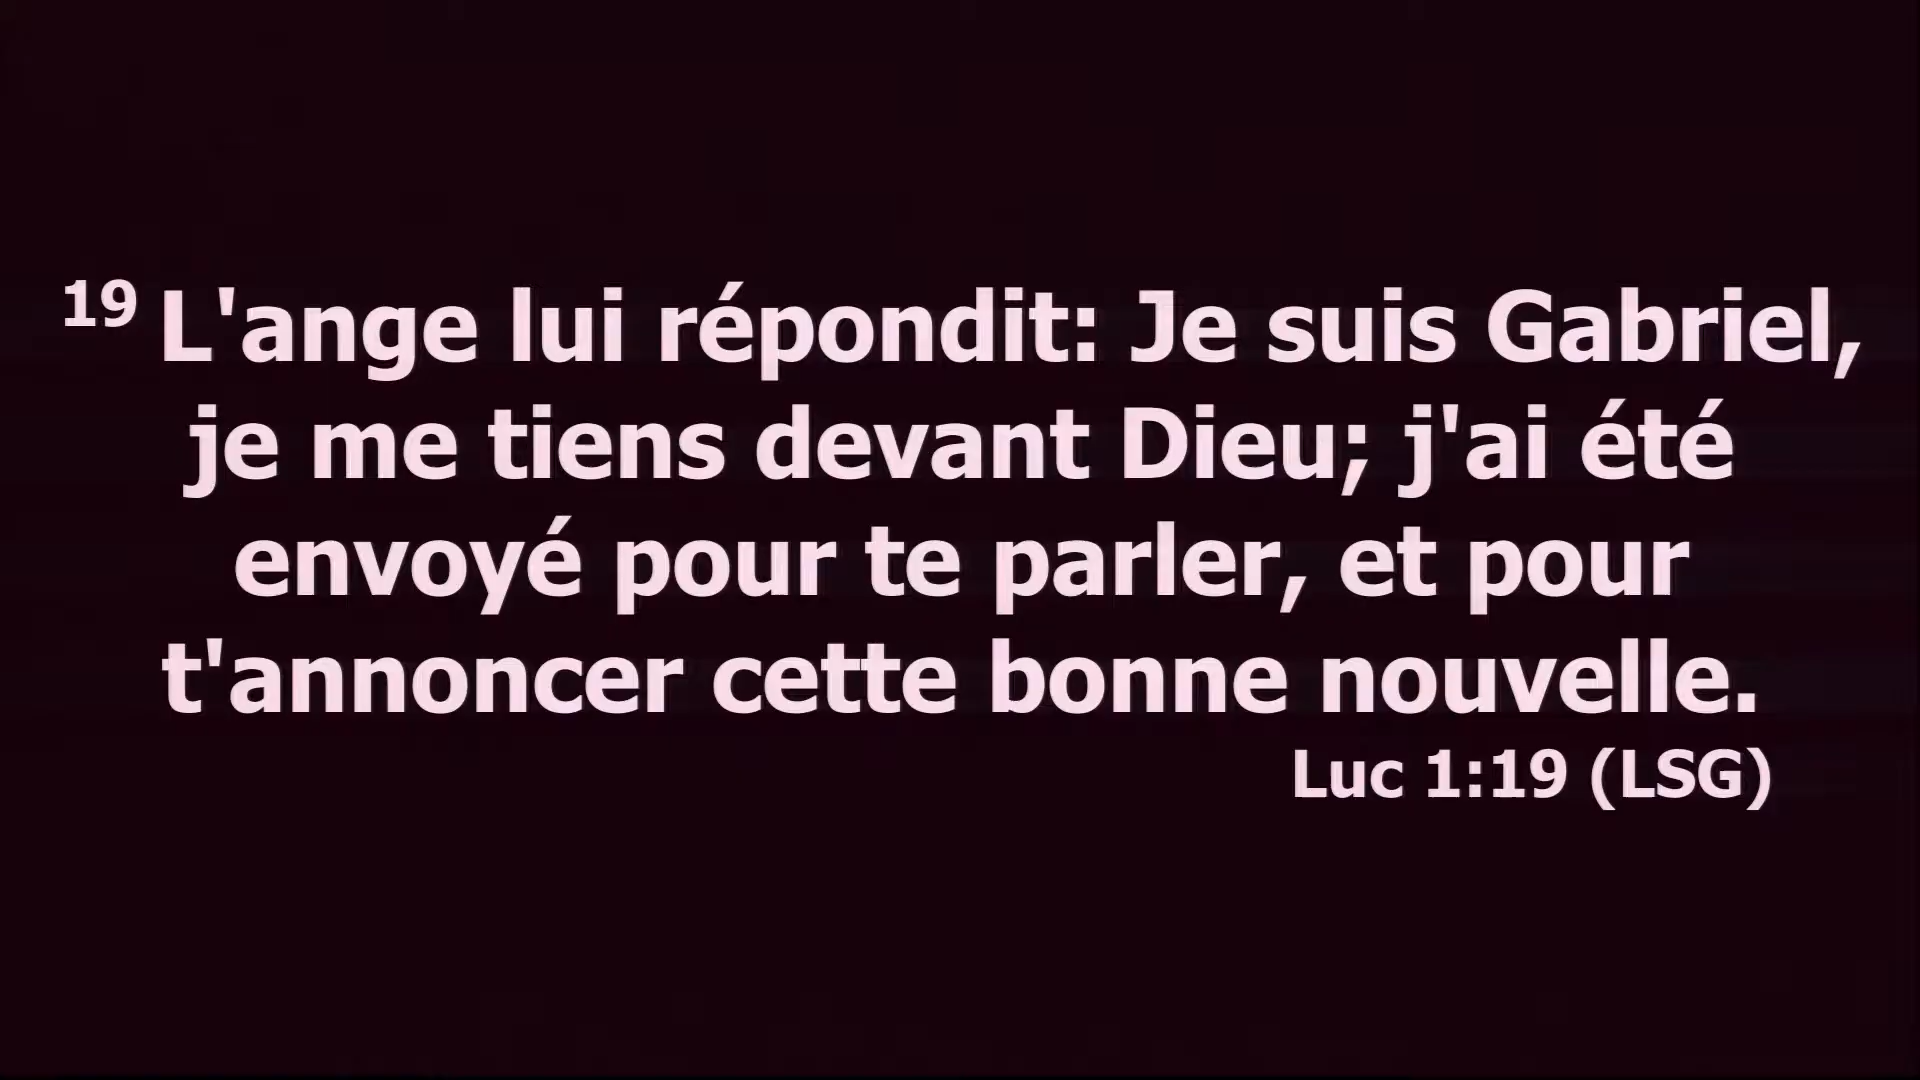 19 L'ange lui répondit: Je suis Gabriel,
je me tiens devant Dieu; j'ai été
envoyé pour te parler, et pour
t'annoncer cette bonne nouvelle.
Luc 1:19 (LSG)